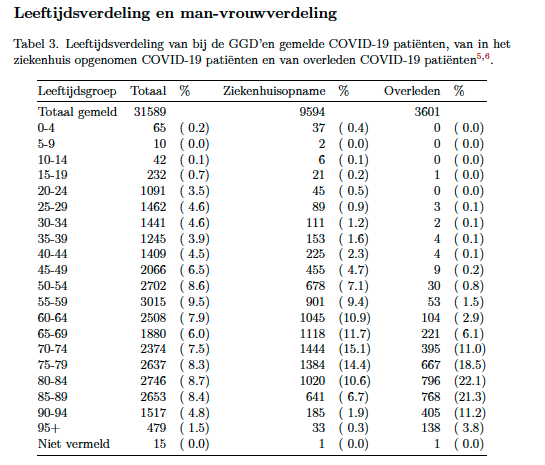 Leeftijdsverdeling en man-vrouwverdeling
Tabel 3. Leeftijdsverdeling van bij de GGD'en gemelde COVID-19 patiënten, van in het
ziekenhuis opgenomen COVID-19 patiënten en van overleden COVID-19 patiënten5,6.
Leeftijdsgroep Totaal % Ziekenhuisopname % Overleden %
Totaal gemeld 31589 9594 3601
0-4 65 ( 0.2) 37 ( 0.4) 0 ( 0.0)
5-9 10 ( 0.0) 2 ( 0.0) 0 ( 0.0)
10-14 42 ( 0.1) 6 ( 0.1) 0 ( 0.0)
15-19 232 ( 0.7) 21 ( 0.2) 1 ( 0.0)
20-24 1091 ( 3.5) 45 ( 0.5) 0 ( 0.0)
25-29 1462 ( 4.6) 89 ( 0.9) 3 ( 0.1)
30-34 1441 ( 4.6) 111 ( 1.2) 2 ( 0.1)
35-39 1245 ( 3.9) 153 ( 1.6) 4 ( 0.1)
40-44 1409 ( 4.5) 225 ( 2.3) 4 ( 0.1)
45-49 2066 ( 6.5) 455 ( 4.7) 9 ( 0.2)
50-54 2702 ( 8.6) 678 ( 7.1) 30 ( 0.8)
55-59 3015 ( 9.5) 901 ( 9.4) 53 ( 1.5)
60-64 2508 ( 7.9) 1045 (10.9) 104 ( 2.9)
65-69 1880 ( 6.0) 1118 (11.7) 221 ( 6.1)
70-74 2374 ( 7.5) 1444 (15.1) 395 (11.0)
75-79 2637 ( 8.3) 1384 (14.4) 667 (18.5)
80-84 2746 ( 8.7) 1020 (10.6) 796 (22.1)
85-89 2653 ( 8.4) 641 ( 6.7) 768 (21.3)
90-94 1517 ( 4.8) 185 ( 1.9) 405 (11.2)
95+ 479 ( 1.5) 33 ( 0.3) 138 ( 3.8)
Niet vermeld 15 ( 0.0) 1 ( 0.0) 1 ( 0.0)